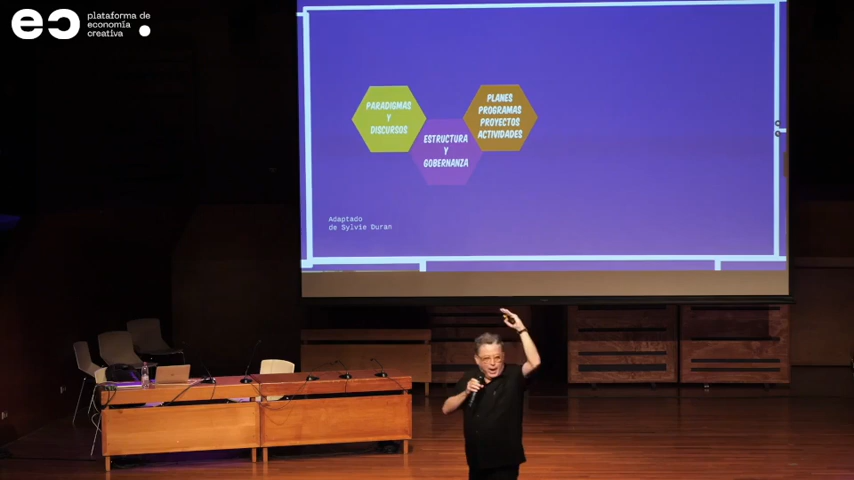 ec
plataforma de
economía
creativa
PARADIGMAS
Y
DISCURSOS
ESTRUCTURA
Y
GOBERNANZA
PLANES
PROGRAMAS
PROYECTOS
ACTIVIDADES
Adaptado
de Sylvie Duran